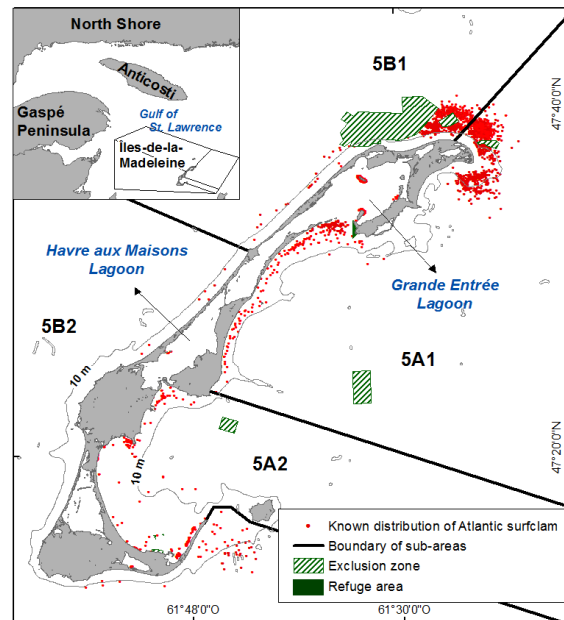 North Shore
Anticosti
Gaspé
Peninsula
Gulf of
St. Lawrence
Îles-de-la-
Madeleine
5B1
47°40'0"N
Havre aux Maisons
Lagoon
Grande Entrée
Lagoon
5B2
5A1
10 m
47°20'0"N
5A2
10 m
Known distribution of Atlantic surfclam
Boundary of sub-areas
Exclusion zone
Refuge area
61°48'0"O
61°30'0"O